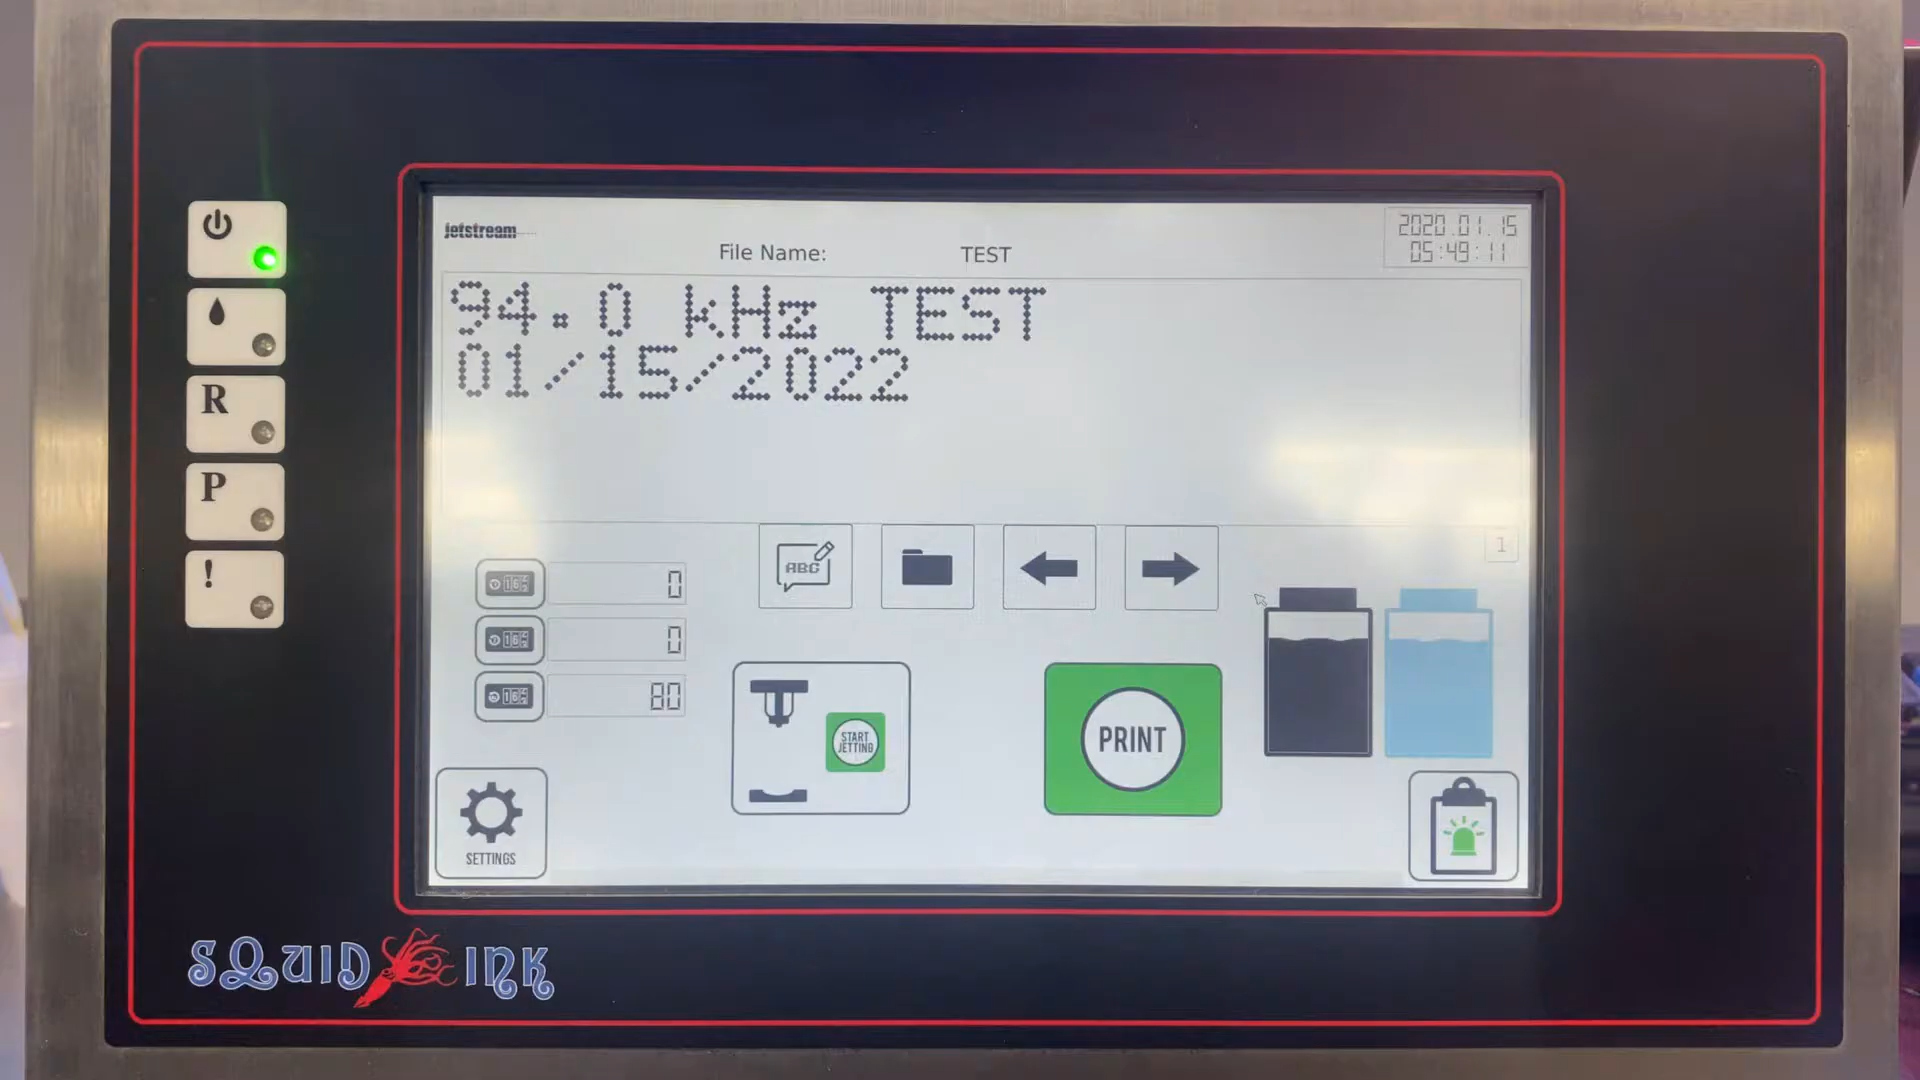 jetstream
File Name: TEST
2020.01.15
05:49:11
94.0 kHz TEST
01/15/2022
R
P
!
ABC
1
0
0
80
START
JETTING
PRINT
SETTINGS
SQUID INK